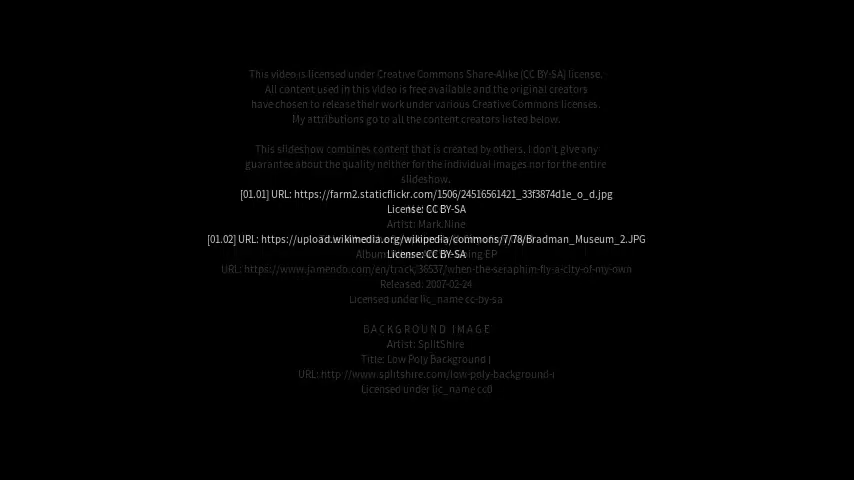 This video is licensed under Creative Commons Share-Alike (CC BY-SA) license.
All content used in this video is free available and the original creators
have chosen to release their work under various Creative Commons licenses.
My attributions go to all the content creators listed below.
This slideshow combines content that is created by others, I don't give any
guarantee about the quality neither for the individual images nor for the entire
slideshow.
[01.01] URL: https://farm2.staticflickr.com/1506/24516561421_33f3874d1e_o_d.jpg
License: CC BY-SA
Artist: Mark.Nine
[01.02] URL: https://upload.wikimedia.org/wikipedia/commons/7/78/Bradman_Museum_2.JPG
License: CC BY-SA
Album:
EP
URL: https://www.jamendo.com/en/track/36537/when-the-seraphim-fly-a-city-of-my-own
Released: 2007-02-24
Licensed under lic_name cc-by-sa
BACKGROUND IMAGE
Artist: SplitShire
Title: Low Poly Background I
URL: http://www.splitshire.com/low-poly-background-i
Licensed under lic_name cc0